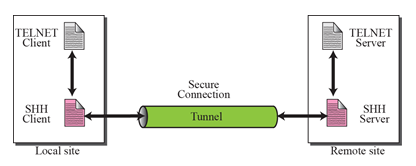 TELNET
Client
TELNET
Server
Secure
Connection
SHH
Client
Tunnel
SHH
Server
Local site
Remote site